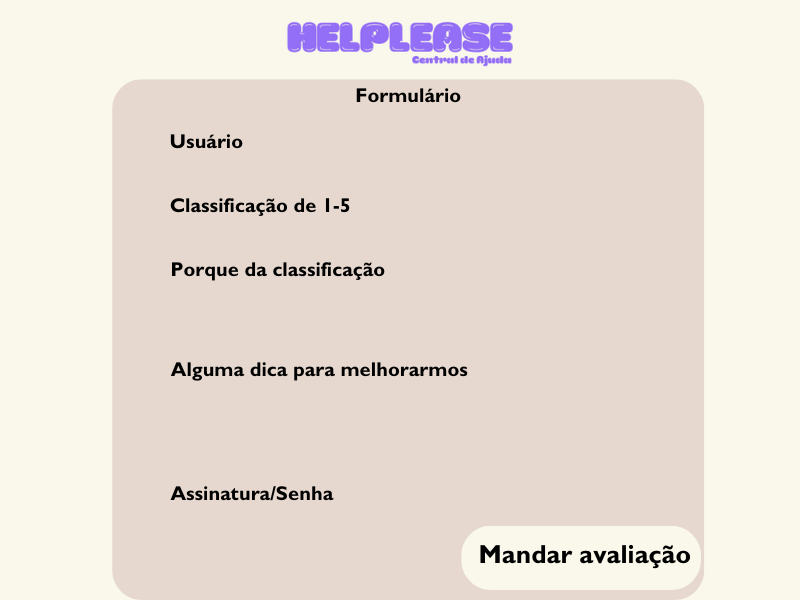 HELPLEASE
Central de Ajuda
Formulário
Usuário
Classificação de 1-5
Porque da classificação
Alguma dica para melhorarmos
Assinatura/Senha
Mandar avaliação